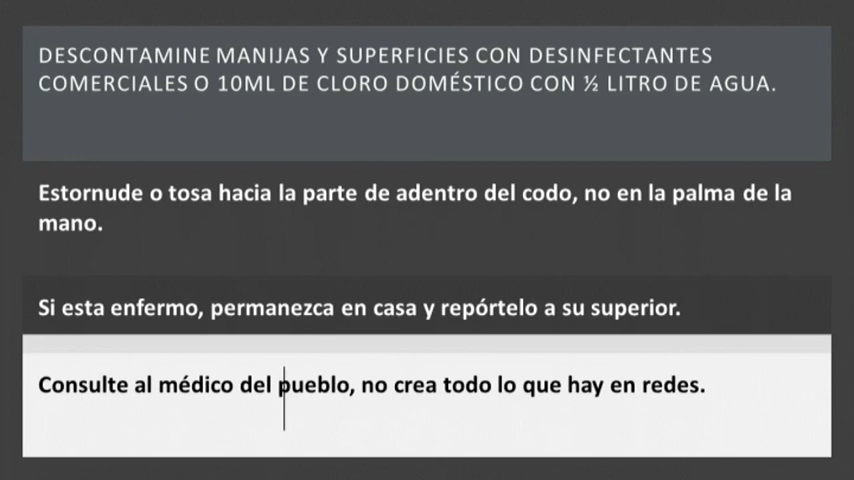 DESCONTAMINE MANIJAS Y SUPERFICIES CON DESINFECTANTES
COMERCIALES O 10ML DE CLORO DOMÉSTICO CON ½ LITRO DE AGUA.
Estornude o tosa hacia la parte de adentro del codo, no en la palma de la
mano.
Si esta enfermo, permanezca en casa y repórtelo a su superior.
Consulte al médico del pueblo, no crea todo lo que hay en redes.